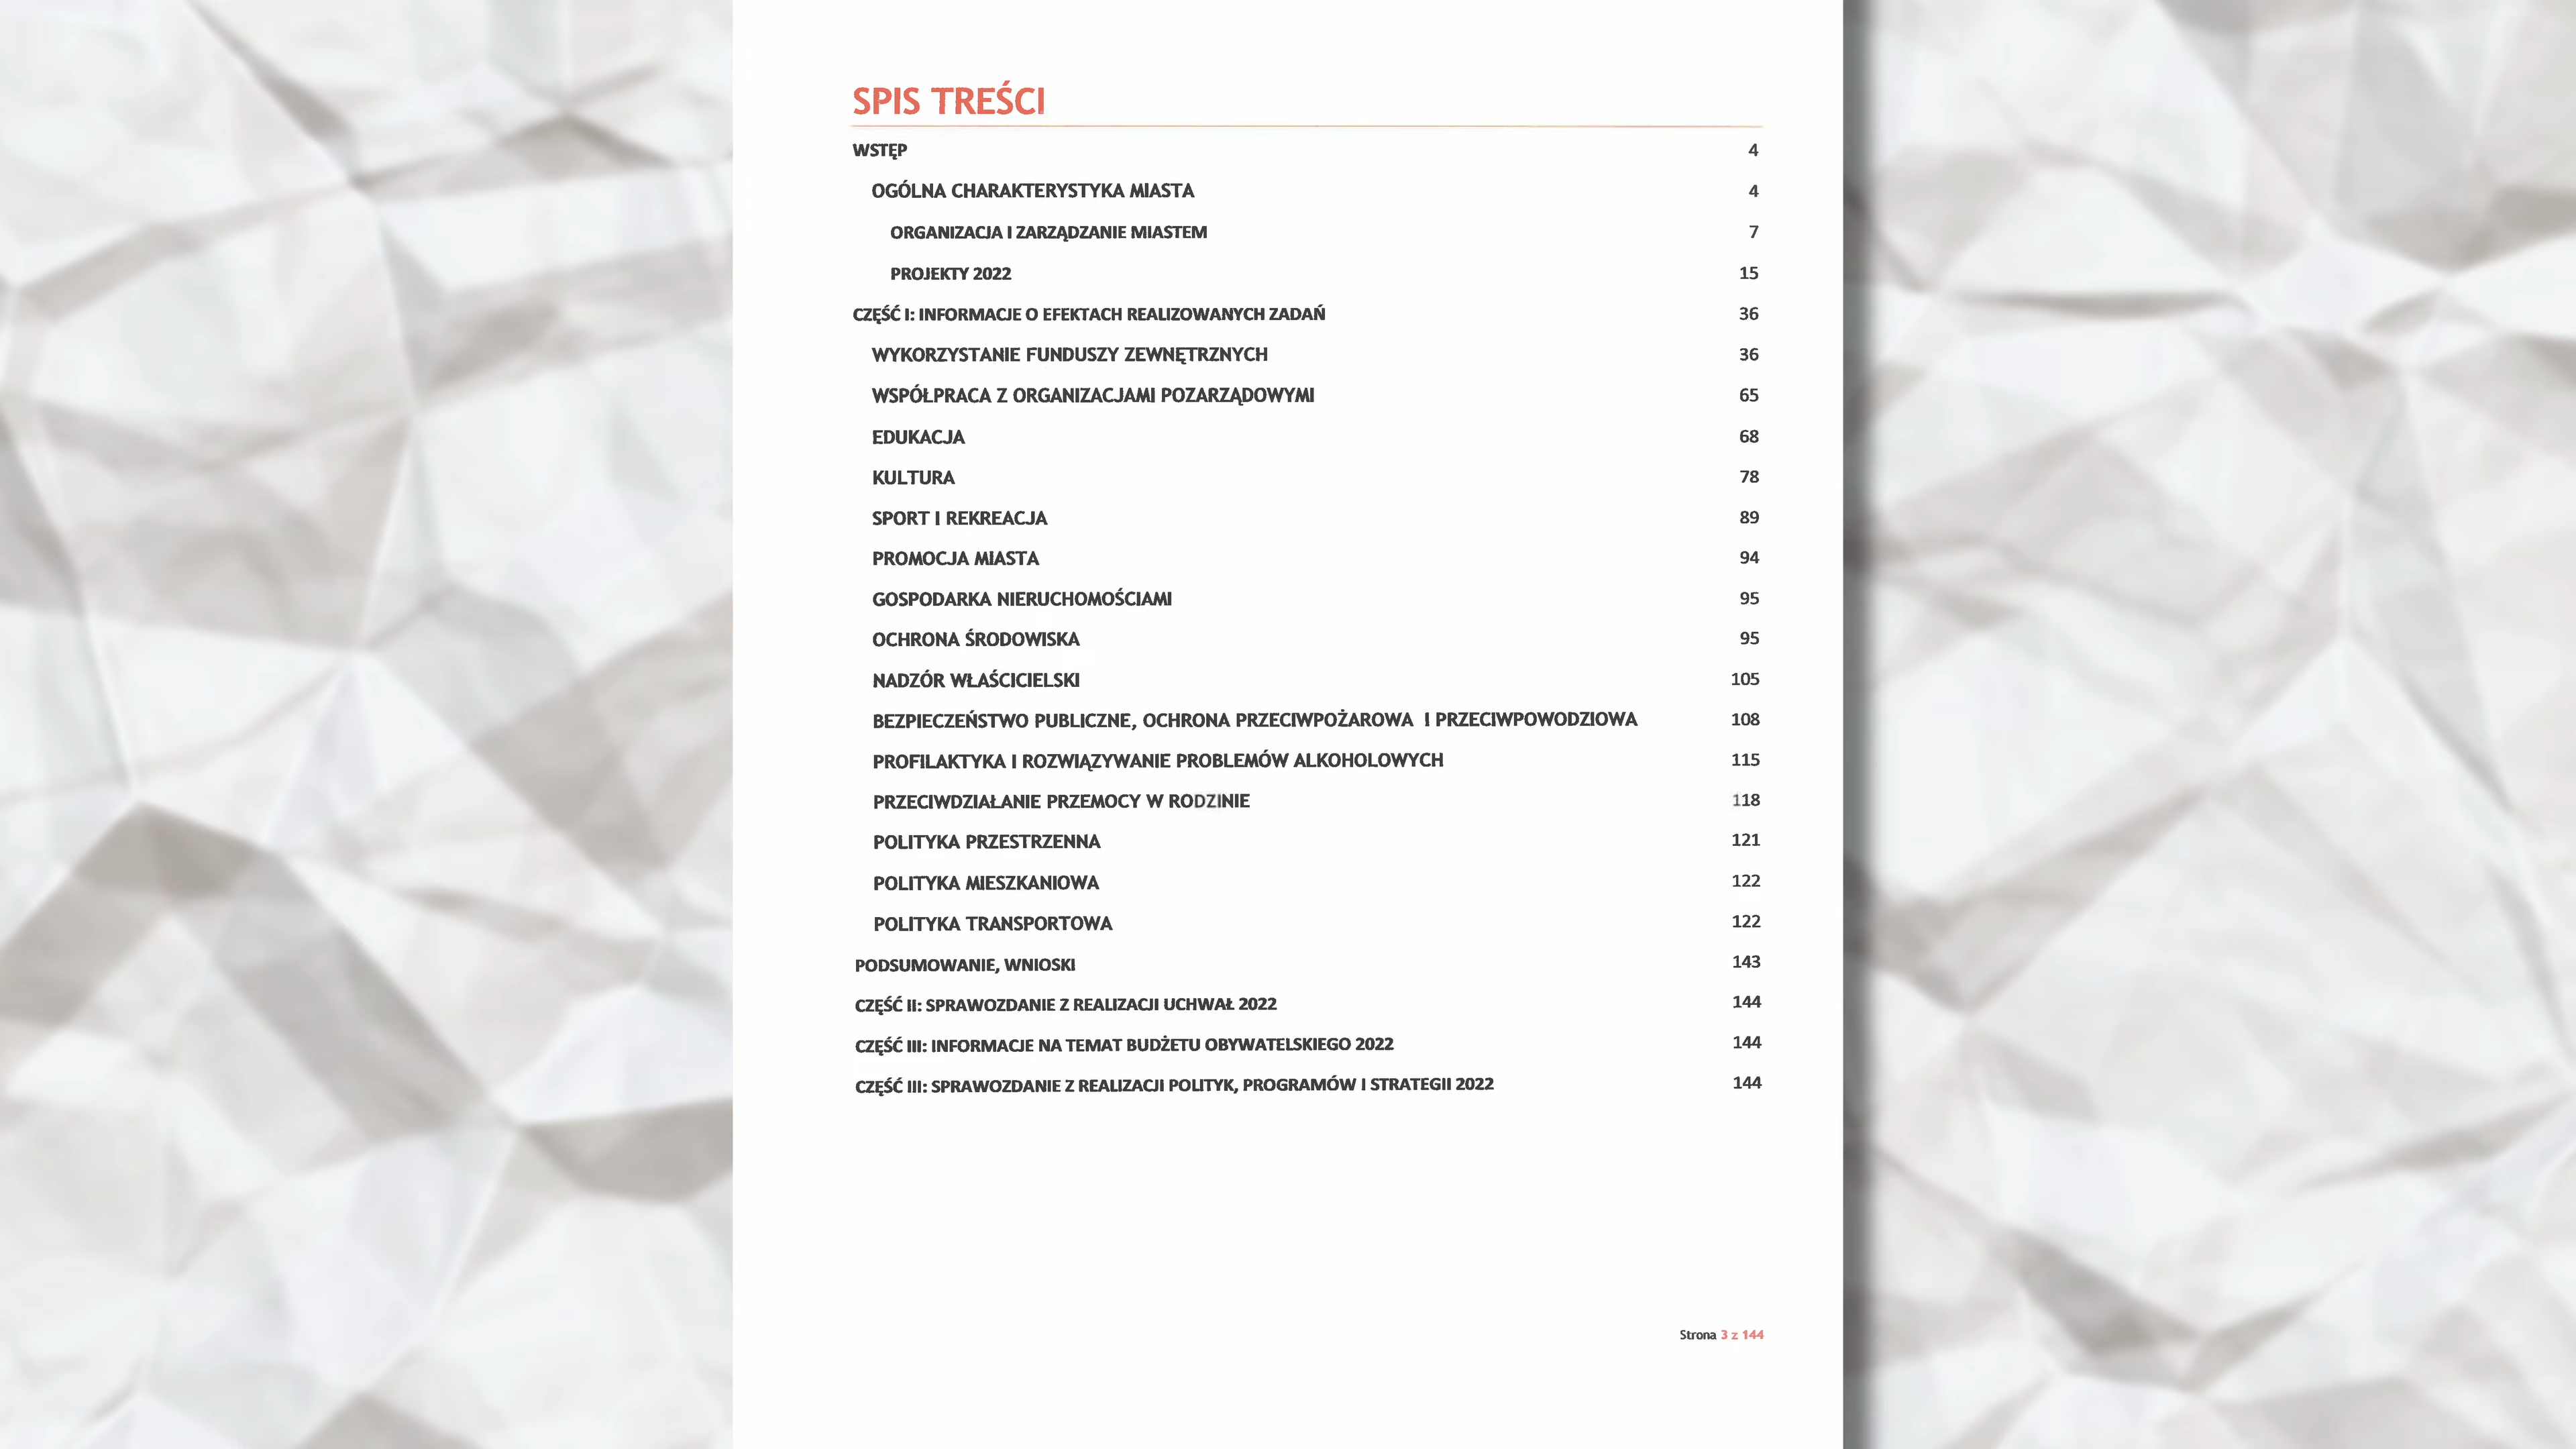 SPIS TREŚCI
WSTĘP 4
OGÓLNA CHARAKTERYSTYKA MIASTA 4
ORGANIZACJA I ZARZĄDZANIE MIASTEM 7
PROJEKTY 2022 15
CZĘŚĆ I: INFORMACJE O EFEKTACH REALIZOWANYCH ZADAŃ 36
WYKORZYSTANIE FUNDUSZY ZEWNĘTRZNYCH 36
WSPÓŁPRACA Z ORGANIZACJAMI POZARZĄDOWYMI 65
EDUKACJA 68
KULTURA 78
SPORT I REKREACJA 89
PROMOCJA MIASTA 94
GOSPODARKA NIERUCHOMOŚCIAMI 95
OCHRONA ŚRODOWISKA 95
NADZÓR WŁAŚCICIELSKI 105
BEZPIECZEŃSTWO PUBLICZNE, OCHRONA PRZECIWPOŻAROWA I PRZECIWPOWODZIOWA 108
PROFILAKTYKA I ROZWIĄZYWANIE PROBLEMÓW ALKOHOLOWYCH 115
PRZECIWDZIAŁANIE PRZEMOCY W RODZINIE 118
POLITYKA PRZESTRZENNA 121
POLITYKA MIESZKANIOWA 122
POLITYKA TRANSPORTOWA 122
PODSUMOWANIE, WNIOSKI 143
CZĘŚĆ II: SPRAWOZDANIE Z REALIZACJI UCHWAŁ 2022 144
CZĘŚĆ III: INFORMACJE NA TEMAT BUDŻETU OBYWATELSKIEGO 2022 144
CZĘŚĆ III: SPRAWOZDANIE Z REALIZACJI POLITYK, PROGRAMÓW I STRATEGII 2022 144
Strona 3 z 144